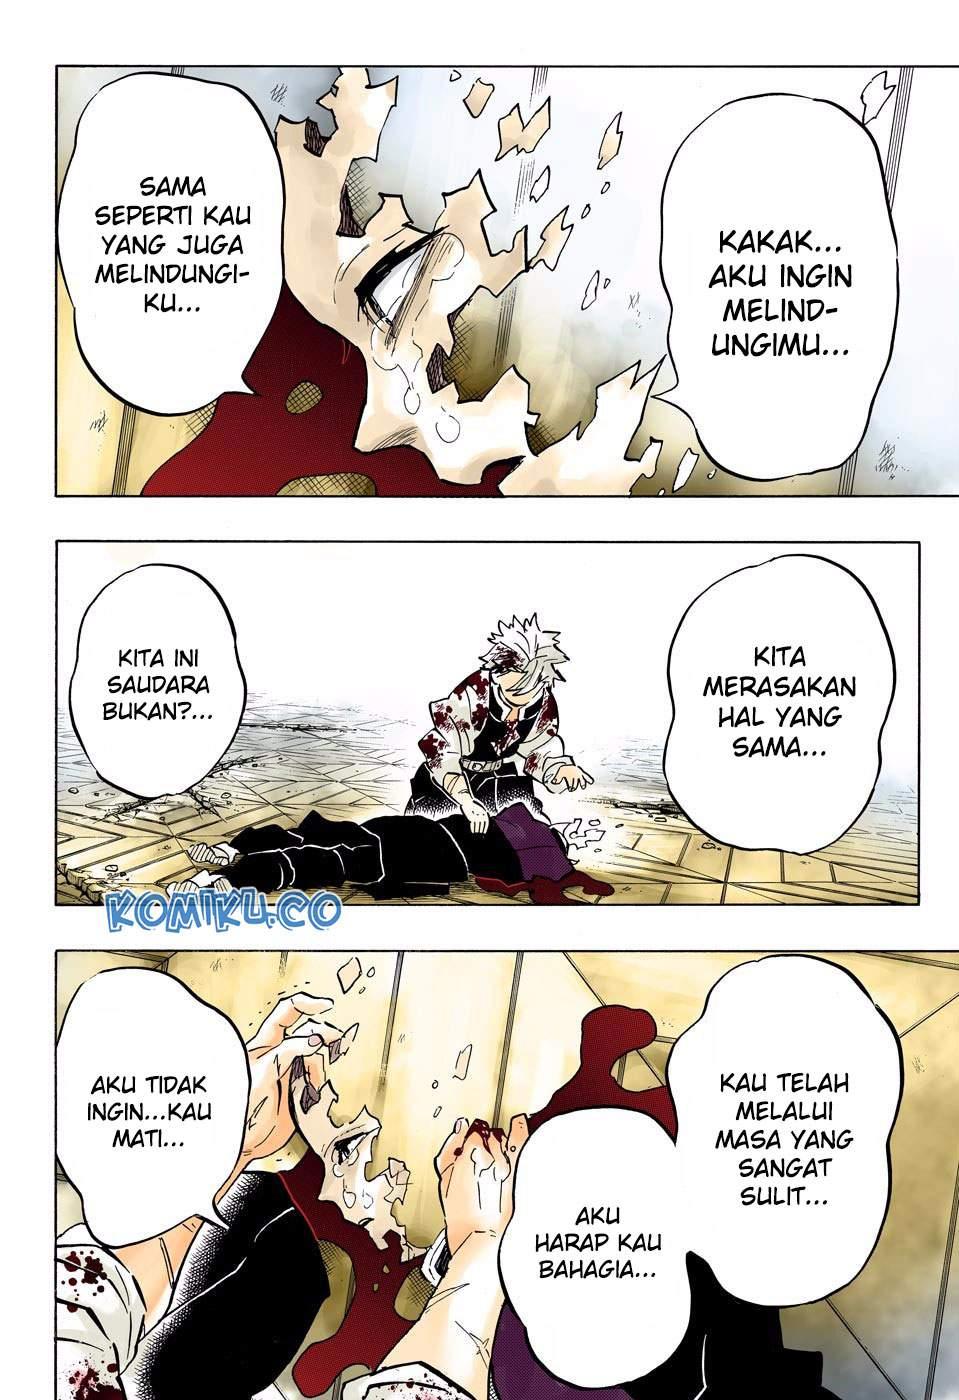 KAKAK...
AKU INGIN
MELIND-
UNGIMU...
SAMA
SEPERTI KAU
YANG JUGA
MELINDUNGI-
KU...
KITA
MERASAKAN
HAL YANG
SAMA...
KITA INI
SAUDARA
BUKAN?...
KOMIKU.CO
KAU TELAH
MELALUI
MASA YANG
SANGAT
SULIT...
AKU
HARAP KAU
BAHAGIA...
AKU TIDAK
INGIN...KAU
MATI...